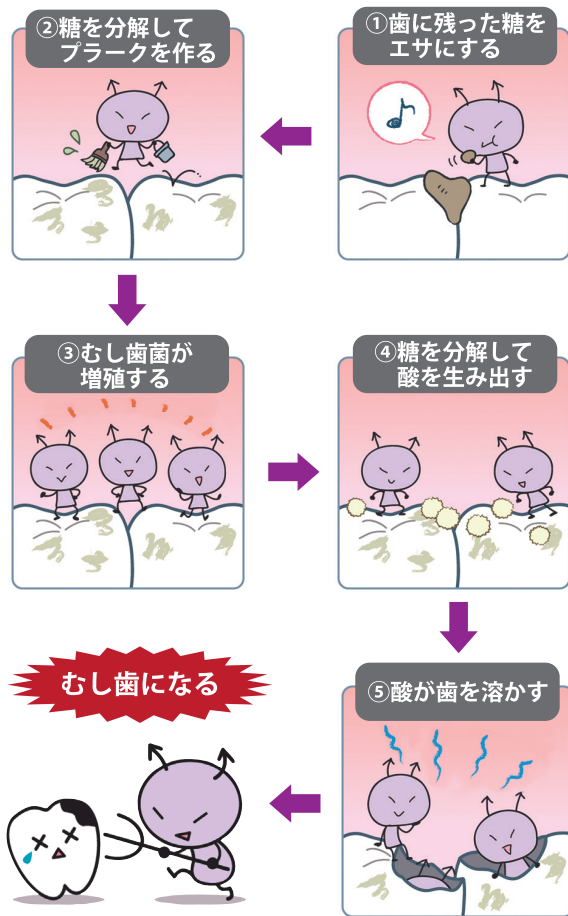 ①歯に残った糖を
エサにする
②糖を分解して
プラークを作る
③むし歯菌が
増殖する
④糖を分解して
酸を生み出す
⑤酸が歯を溶かす
むし歯になる